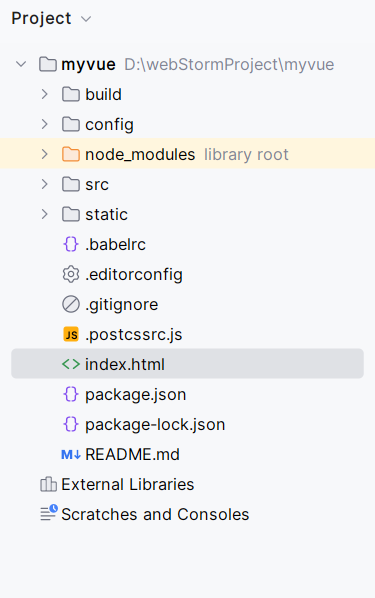 Project
myvue D:\webStormProject\myvue
build
config
node_modules library root
src
static
.babelrc
.editorconfig
.gitignore
JS .postcssrc.js
index.html
package.json
package-lock.json
M↓ README.md
External Libraries
Scratches and Consoles